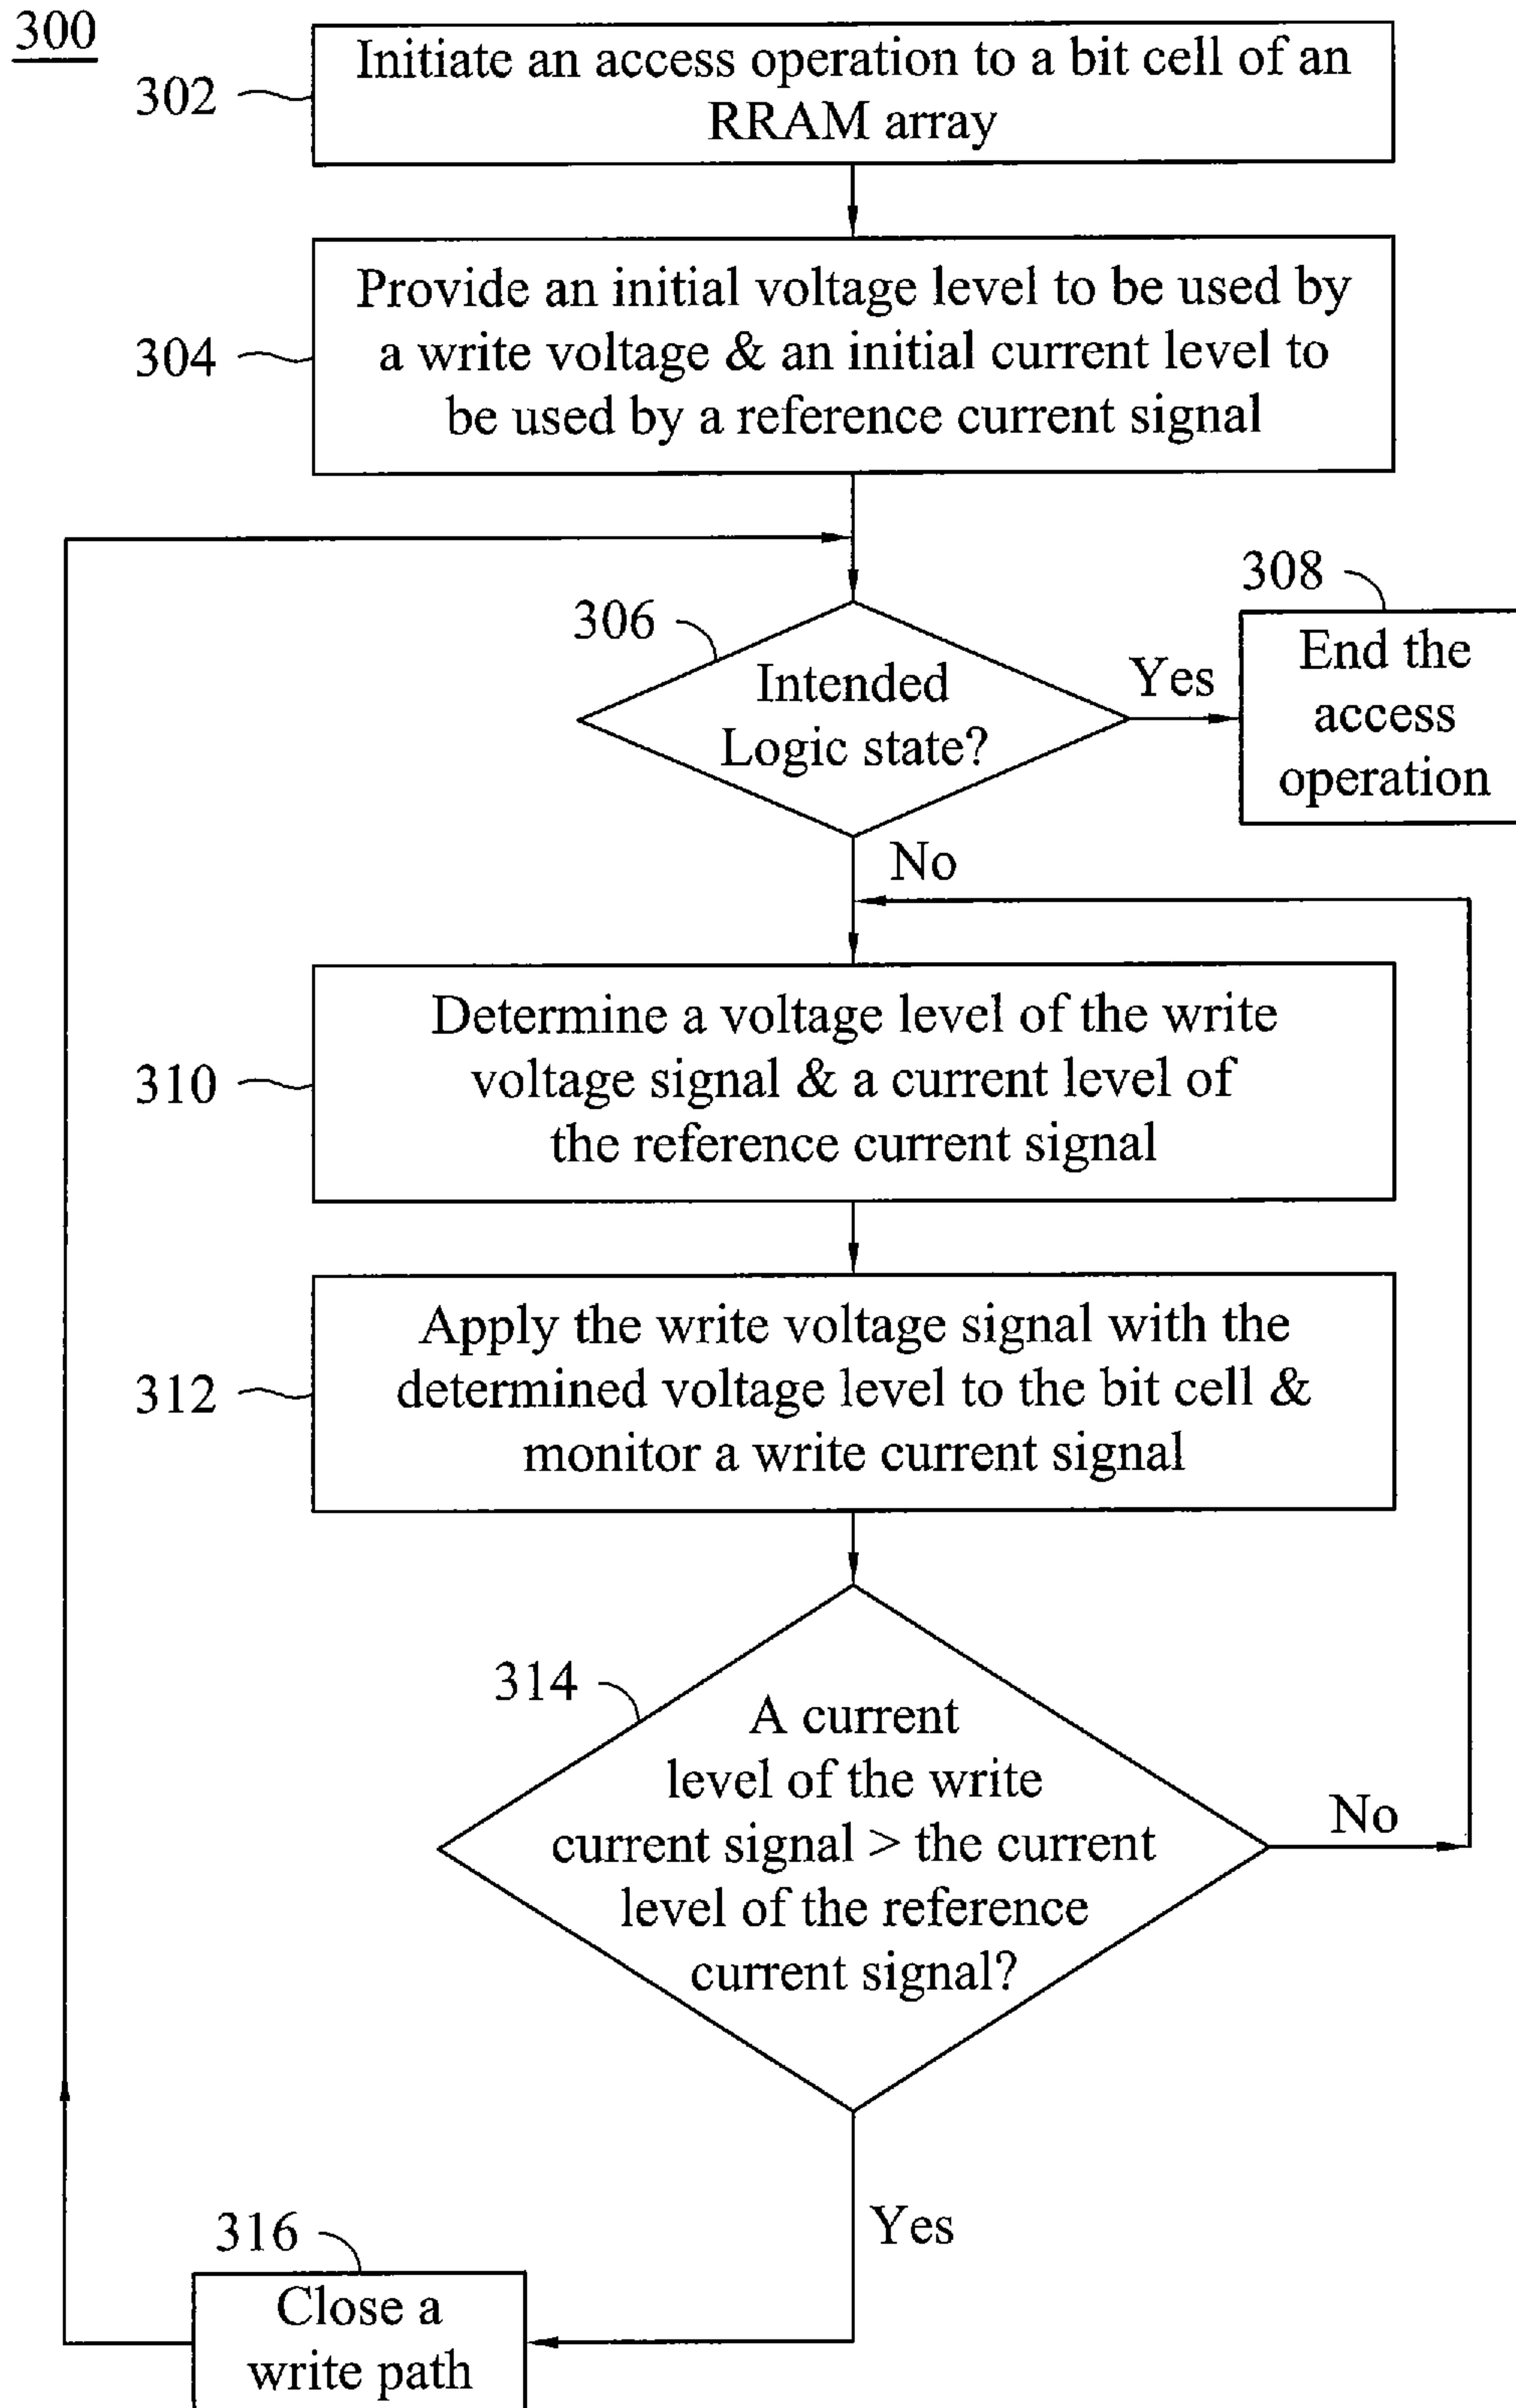 300
302
Initiate an access operation to a bit cell of an
RRAM array
304
Provide an initial voltage level to be used by
a write voltage & an initial current level to
be used by a reference current signal
306
Intended
Logic state?
Yes
308
End the
access
operation
No
310
Determine a voltage level of the write
voltage signal & a current level of
the reference current signal
312
Apply the write voltage signal with the
determined voltage level to the bit cell &
monitor a write current signal
314
A current
level of the write
current signal > the current
level of the reference
current signal?
No
Yes
316
Close a
write path